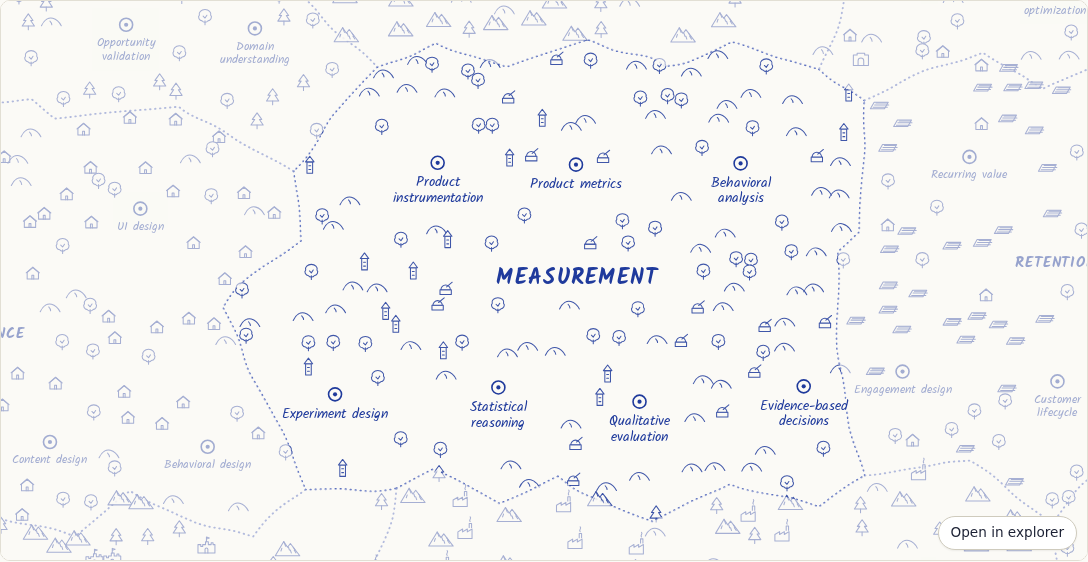 optimization
Opportunity
validation
Domain
understanding
Product
instrumentation
Product metrics
Behavioral
analysis
Recurring value
UI design
MEASUREMENT
RETENTIO
NCE
Experiment design
Statistical
reasoning
Qualitative
evaluation
Evidence-based
decisions
Engagement design
Customer
lifecycle
Content design
Behavioral design
Open in explorer